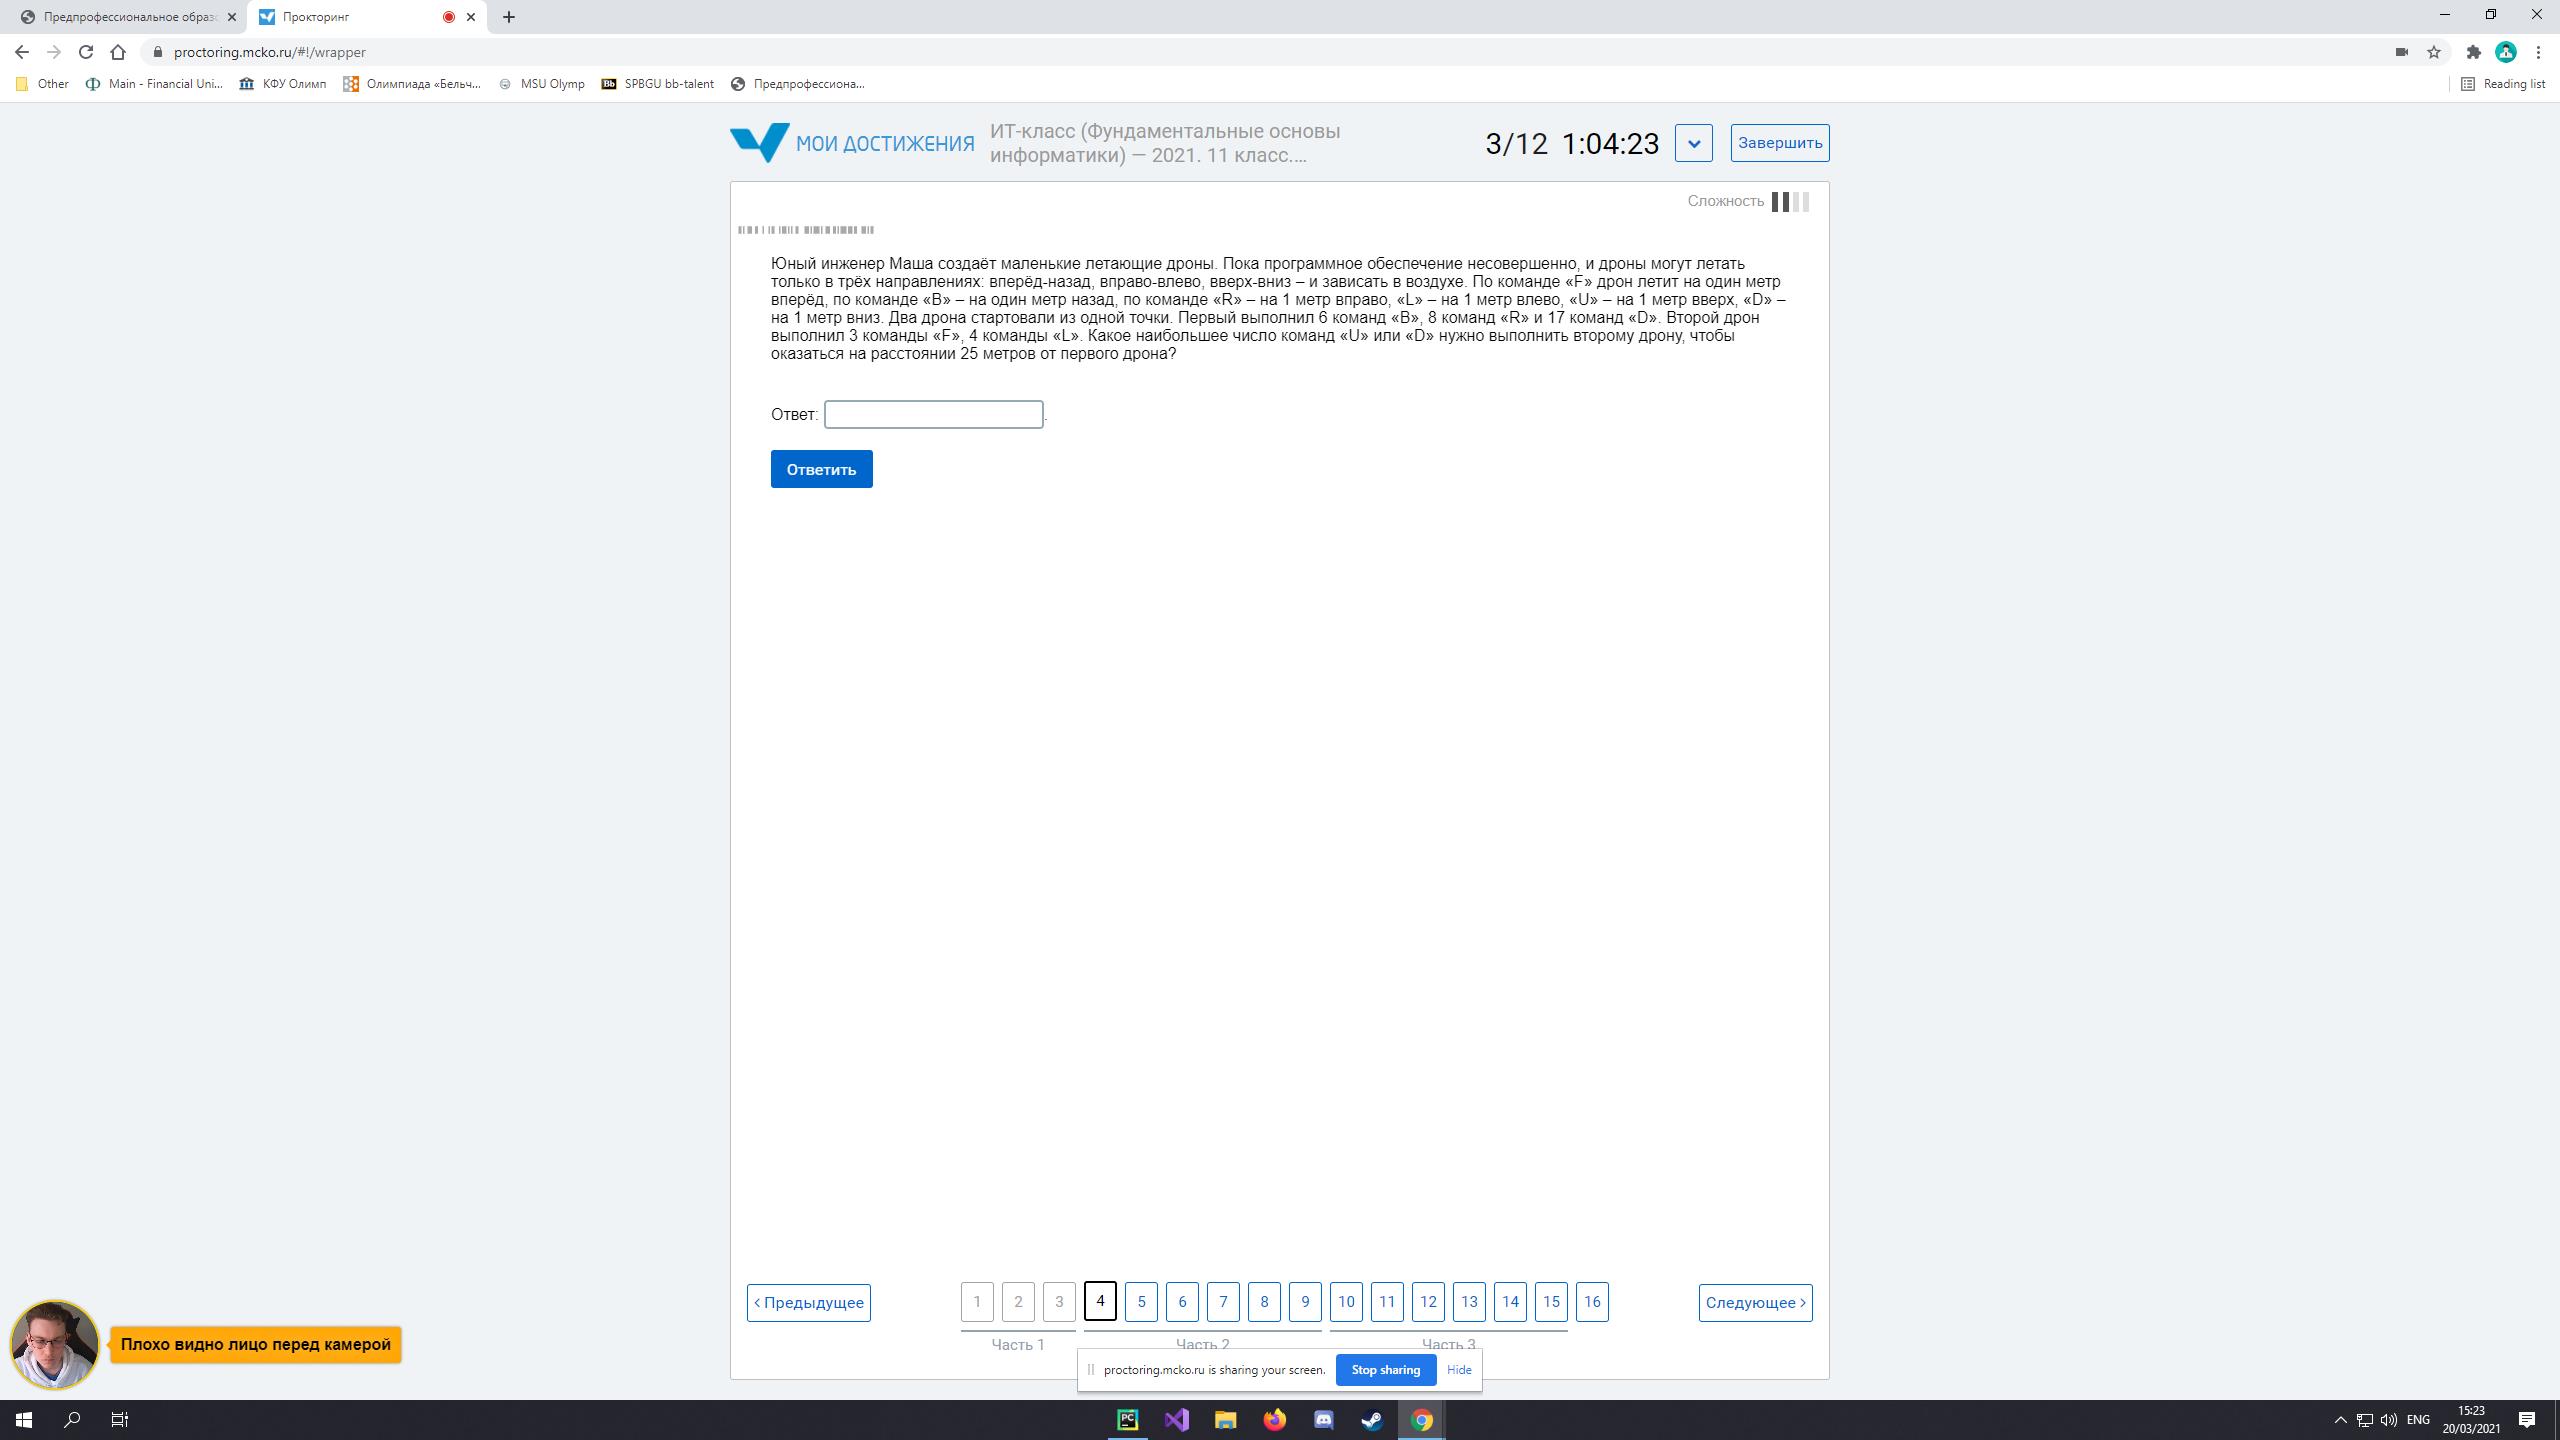 Предпрофессиональное образо
Прокторинг
proctoring.mcko.ru/#!/wrapper
Other
Main - Financial Uni...
КФУ Олимп
Олимпиада «Бельч...
MSU Olymp
Bb
SPBGU bb-talent
Предпрофессиона...
Reading list
МОИ ДОСТИЖЕНИЯ
ИТ-класс (Фундаментальные основы
информатики) — 2021. 11 класс....
3/12 1:04:23
Завершить
Сложность
Юный инженер Маша создаёт маленькие летающие дроны. Пока программное обеспечение несовершенно, и дроны могут летать
только в трёх направлениях: вперёд-назад, вправо-влево, вверх-вниз – и зависать в воздухе. По команде «F» дрон летит на один метр
вперёд, по команде «B» – на один метр назад, по команде «R» – на 1 метр вправо, «L» – на 1 метр влево, «U» – на 1 метр вверх, «D» –
на 1 метр вниз. Два дрона стартовали из одной точки. Первый выполнил 6 команд «B», 8 команд «R» и 17 команд «D». Второй дрон
выполнил 3 команды «F», 4 команды «L». Какое наибольшее число команд «U» или «D» нужно выполнить второму дрону, чтобы
оказаться на расстоянии 25 метров от первого дрона?
Ответ: .
Ответить
Предыдущее
1 2 3 4 5 6 7 8 9 10 11 12 13 14 15 16
Следующее
Часть 1
Часть 2
Часть 3
Плохо видно лицо перед камерой
proctoring.mcko.ru is sharing your screen.
Stop sharing
Hide
PC
ENG
15:23
20/03/2021